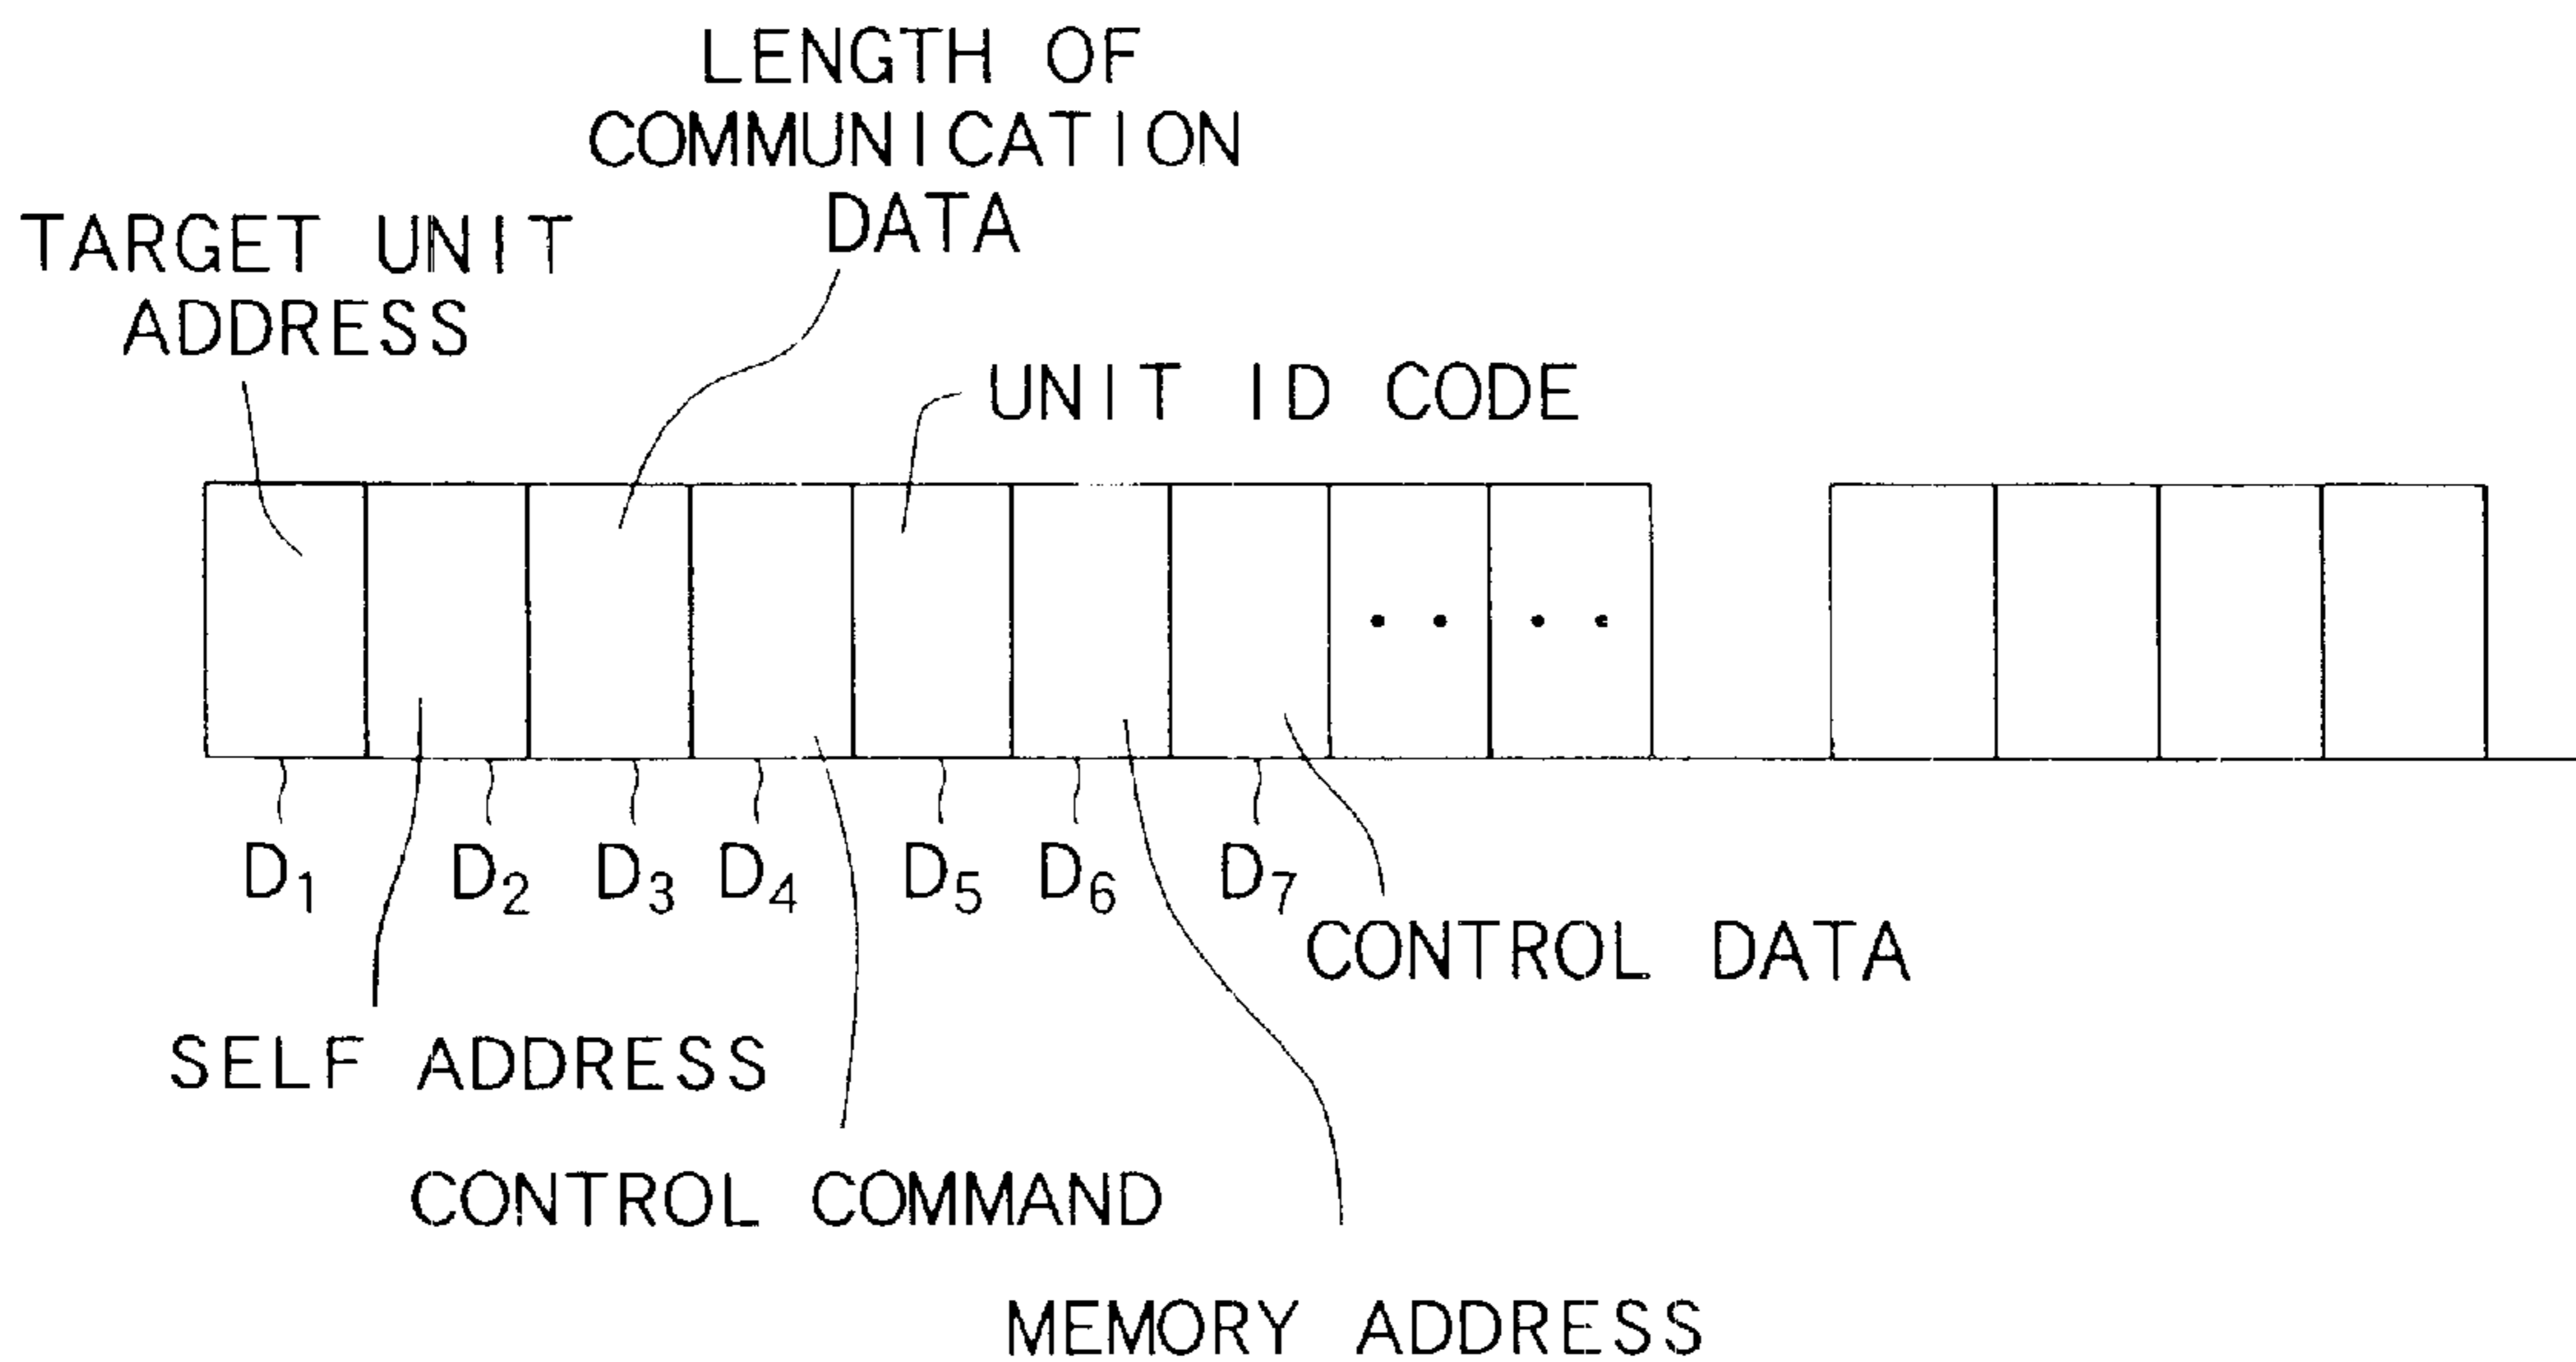 LENGTH OF
COMMUNICATION
DATA
TARGET UNIT
ADDRESS
UNIT ID CODE
D1 D2 D3 D4 D5 D6 D7
CONTROL DATA
SELF ADDRESS
CONTROL COMMAND
MEMORY ADDRESS